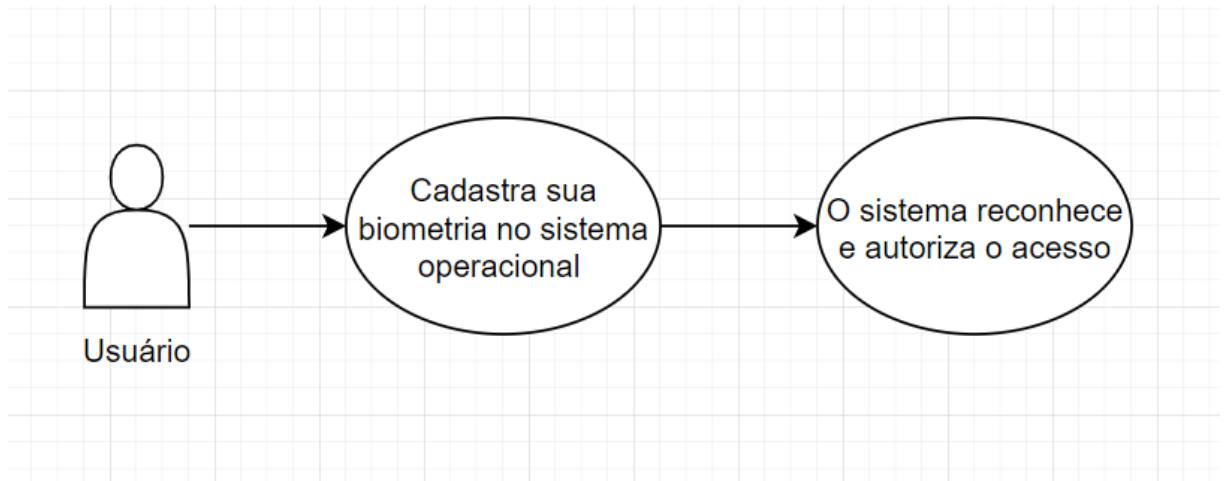 Cadastra sua
biometria no sistema
operacional
O sistema reconhece
e autoriza o acesso
Usuário